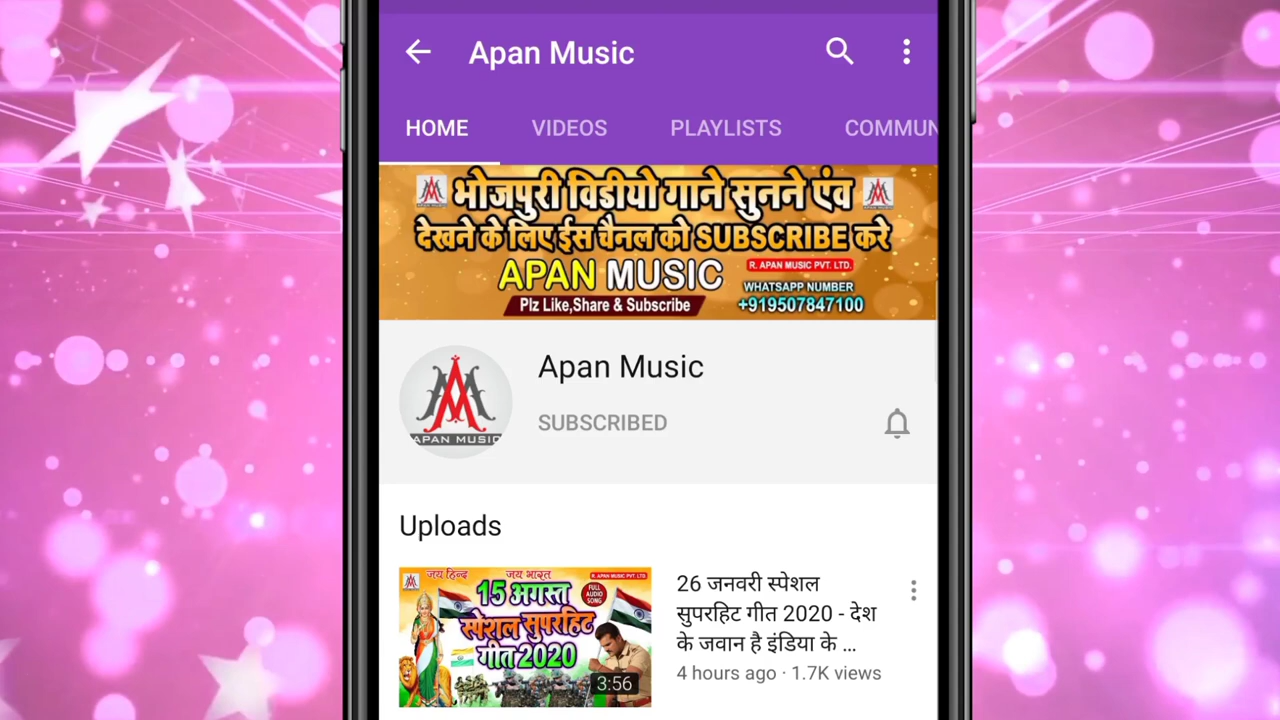 Apan Music
HOME VIDEOS PLAYLISTS COMMUN
भोजपुरी विडीयो गाने सुनने एंव
देखने के लिए ईस चैनल को SUBSCRIBE करे
APAN MUSIC
R. APAN MUSIC PVT. LTD.
WHATSAPP NUMBER
+919507847100
Plz Like,Share & Subscribe
Apan Music
SUBSCRIBED
APAN MUSIC
Uploads
जय हिन्द जय भारत
R. APAN MUSIC PVT. LTD
15 अगस्त
FULL
AUDIO
SONG
स्पेशल सुपरहिट
गीत 2020
3:56
26 जनवरी स्पेशल
सुपरहिट गीत 2020 - देश
के जवान है इंडिया के ...
4 hours ago · 1.7K views